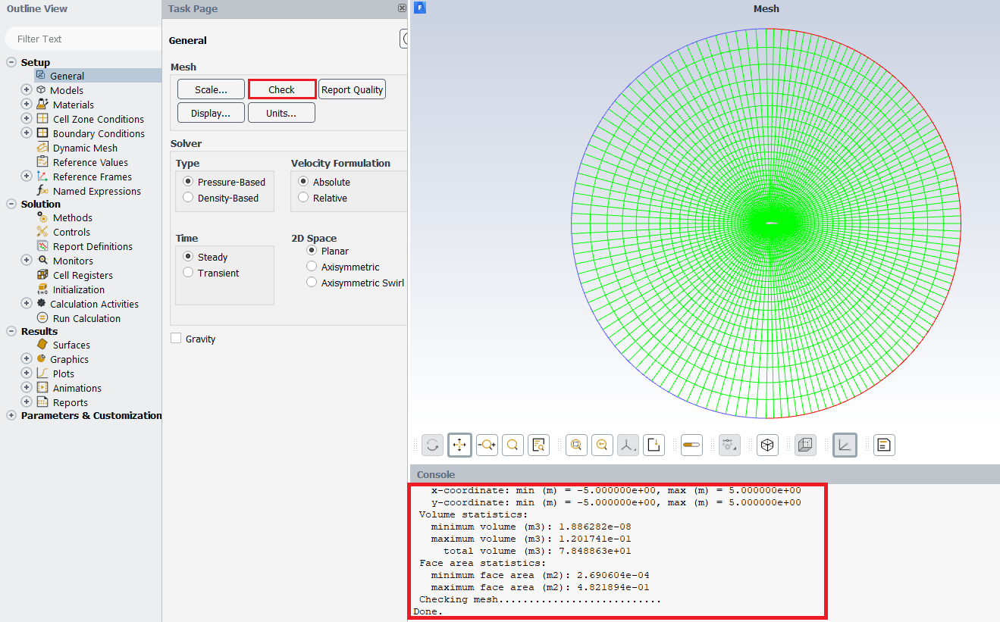 Outline View
Filter Text
Setup
General
Models
Materials
Cell Zone Conditions
Boundary Conditions
Dynamic Mesh
Reference Values
Reference Frames
Named Expressions
Solution
Methods
Controls
Report Definitions
Monitors
Cell Registers
Initialization
Calculation Activities
Run Calculation
Results
Surfaces
Graphics
Plots
Animations
Reports
Parameters & Customization
Task Page
General
Mesh
Scale... Check Report Quality
Display... Units...
Solver
Type
Pressure-Based
Density-Based
Velocity Formulation
Absolute
Relative
Time
Steady
Transient
2D Space
Planar
Axisymmetric
Axisymmetric Swirl
Gravity
Mesh
Console
x-coordinate: min (m) = -5.000000e+00, max (m) = 5.000000e+00
y-coordinate: min (m) = -5.000000e+00, max (m) = 5.000000e+00
Volume statistics:
minimum volume (m3): 1.886282e-08
maximum volume (m3): 1.201741e-01
total volume (m3): 7.848863e+01
Face area statistics:
minimum face area (m2): 2.690604e-04
maximum face area (m2): 4.821894e-01
Checking mesh...........................
Done.